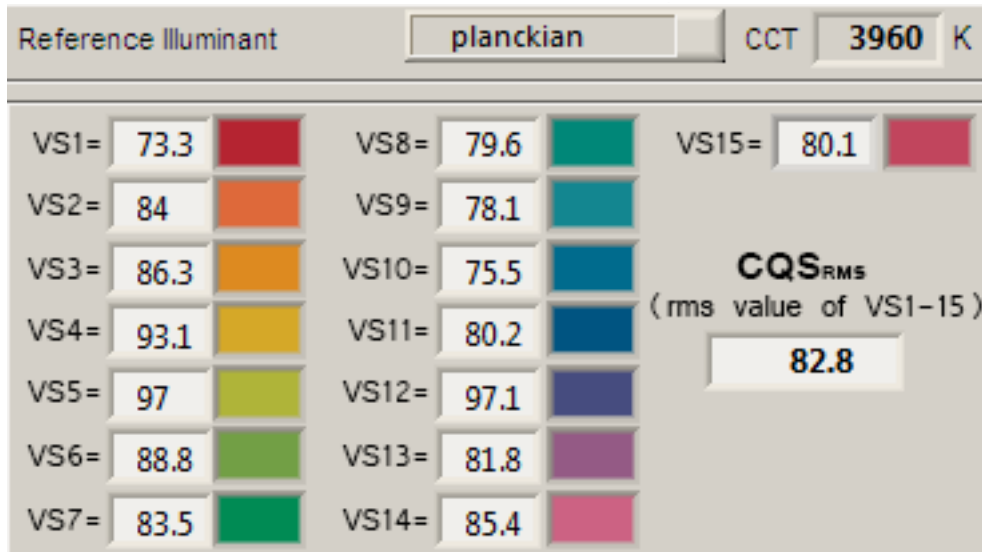 Reference Illuminant planckian CCT 3960 K
VS1= 73.3 VS8= 79.6 VS15= 80.1
VS2= 84 VS9= 78.1
VS3= 86.3 VS10= 75.5 CQSRMS
VS4= 93.1 VS11= 80.2 (rms value of VS1-15)
VS5= 97 VS12= 97.1 82.8
VS6= 88.8 VS13= 81.8
VS7= 83.5 VS14= 85.4